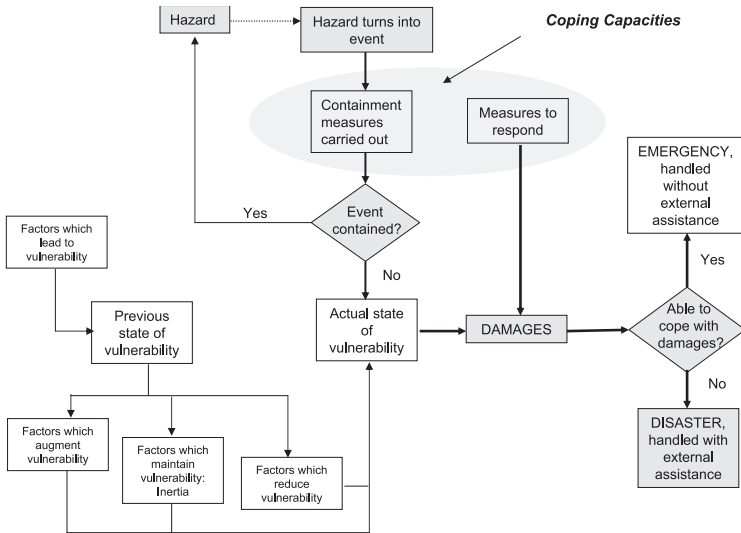 Hazard
Hazard turns into
event
Coping Capacities
Containment
measures
carried out
Measures to
respond
EMERGENCY,
handled
without
external
assistance
Yes
Event
contained?
Factors which
lead to
vulnerability
No
Yes
Previous
state of
vulnerability
Actual state
of
vulnerability
DAMAGES
Able to
cope with
damages?
No
Factors which
augment
vulnerability
Factors which
maintain
vulnerability:
Inertia
Factors which
reduce
vulnerability
DISASTER,
handled with
external
assistance